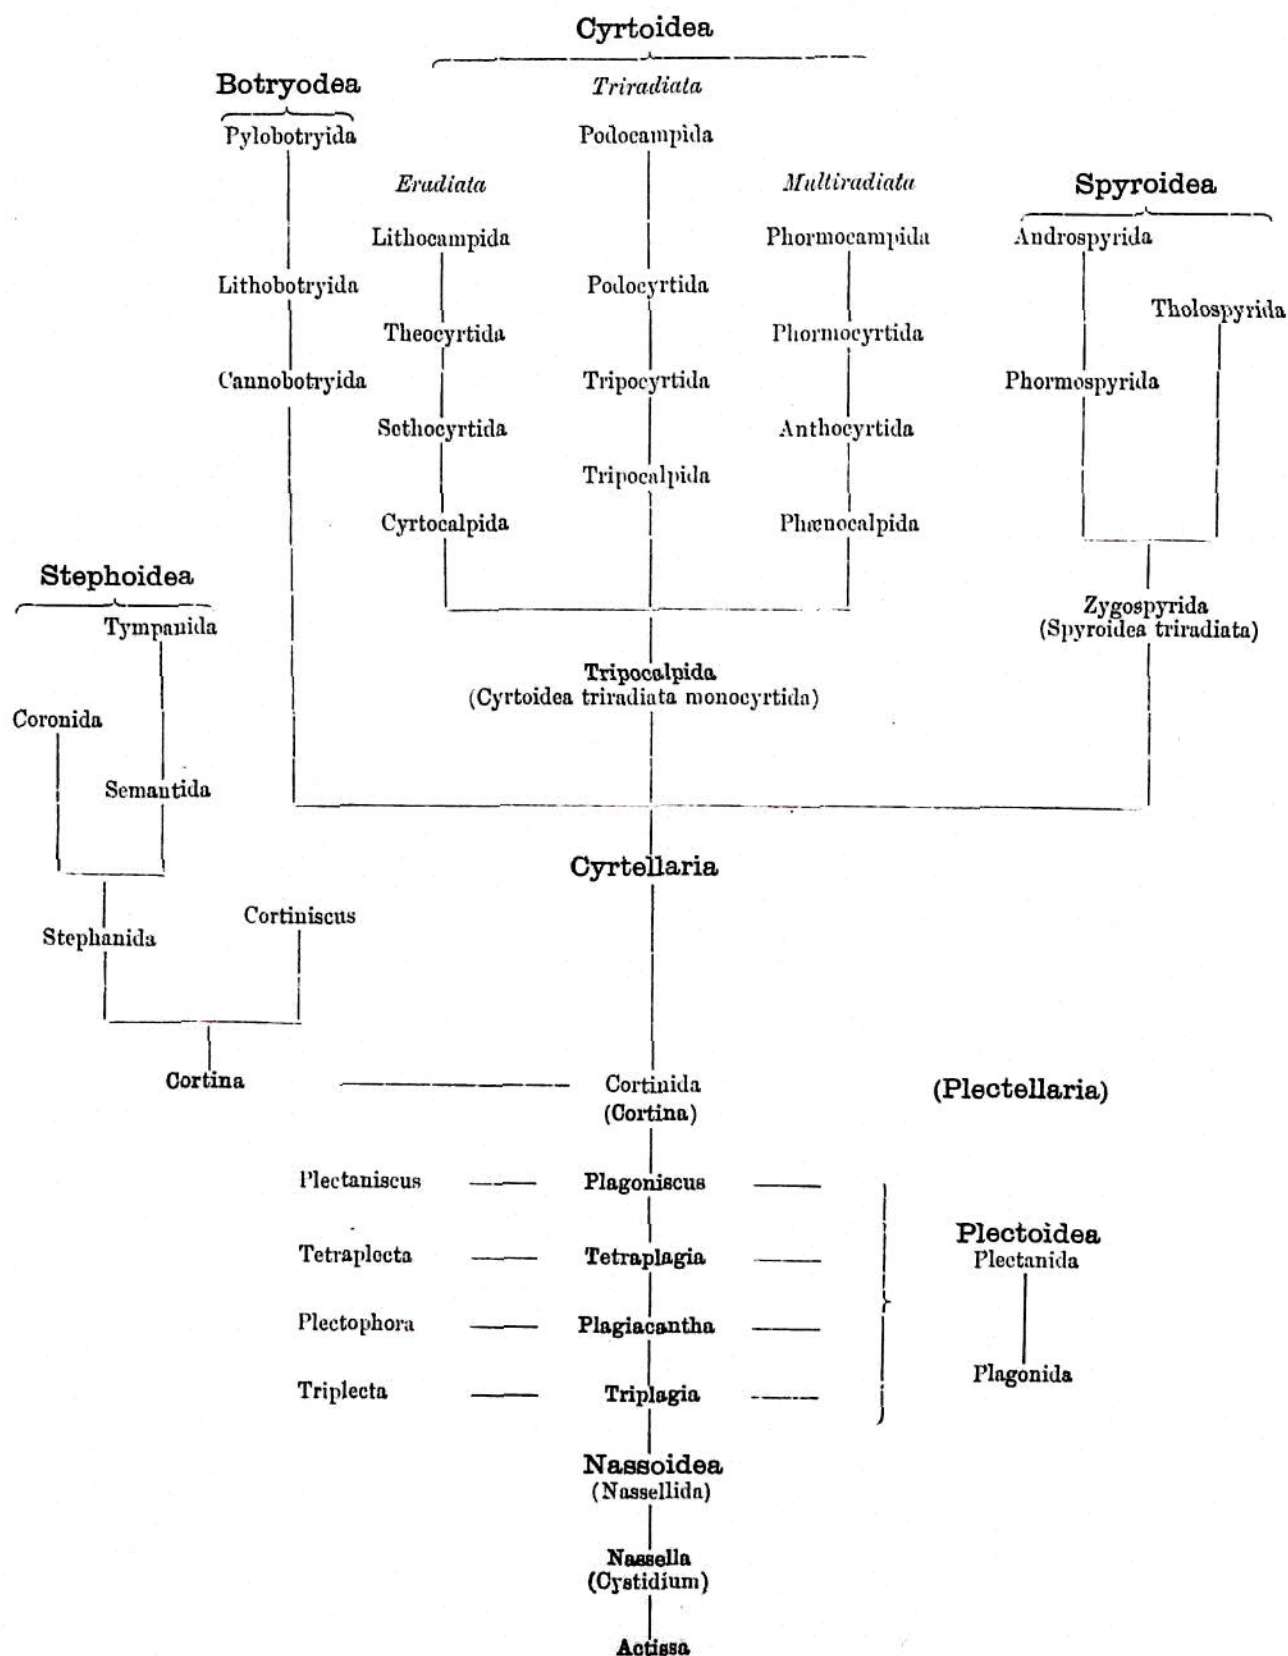 Cyrtoidea
Botryodea
Triradiata
Pylobotryida
Podocampida
Eradiata
Multiradiata
Spyroidea
Lithocampida
Phormocampida
Androspyrida
Lithobotryida
Podocyrtida
Tholospyrida
Theocyrtida
Phormocyrtida
Cannobotryida
Tripocyrtida
Phormospyrida
Sethocyrtida
Anthocyrtida
Tripocalpida
Cyrtocalpida
Phænocalpida
Stephoidea
Zygospyrida
(Spyroidea triradiata)
Tympanida
Tripocalpida
(Cyrtoidea triradiata monocyrtida)
Coronida
Semantida
Cyrtellaria
Cortiniscus
Stephanida
Cortina
Cortinida
(Cortina)
(Plectellaria)
Plectaniscus
Plagoniscus
Plectoidea
Tetraplecta
Tetraplagia
Plectanida
Plectophora
Plagiacantha
Plagonida
Triplecta
Triplagia
Nassoidea
(Nassellida)
Nassella
(Cystidium)
Actissa